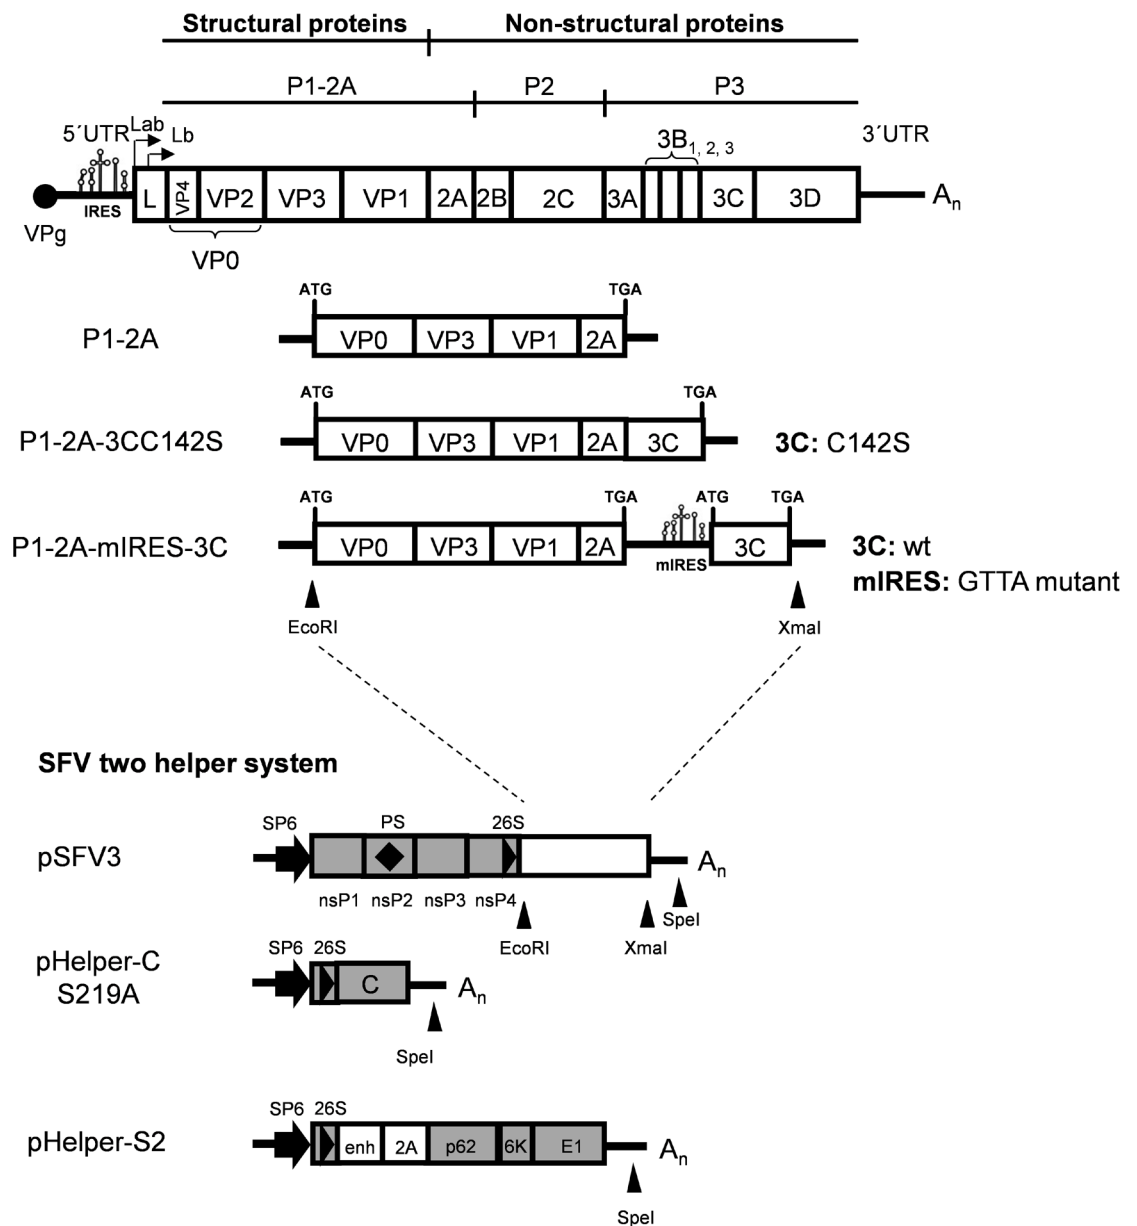 Structural proteins Non-structural proteins
P1-2A P2 P3
5´UTR Lab Lb 3B1, 2, 3 3´UTR
L VP4 VP2 VP3 VP1 2A 2B 2C 3A 3C 3D An
IRES
VPg
VP0
ATG TGA
P1-2A VP0 VP3 VP1 2A
ATG TGA
P1-2A-3CC142S VP0 VP3 VP1 2A 3C 3C: C142S
ATG TGA ATG TGA
P1-2A-mIRES-3C VP0 VP3 VP1 2A mIRES 3C 3C: wt
mIRES: GTTA mutant
EcoRI XmaI
SFV two helper system
SP6 PS 26S
pSFV3 An
nsP1 nsP2 nsP3 nsP4
SpeI
EcoRI XmaI
SP6 26S
pHelper-C C An
S219A
SpeI
SP6 26S
pHelper-S2 enh 2A p62 6K E1 An
SpeI